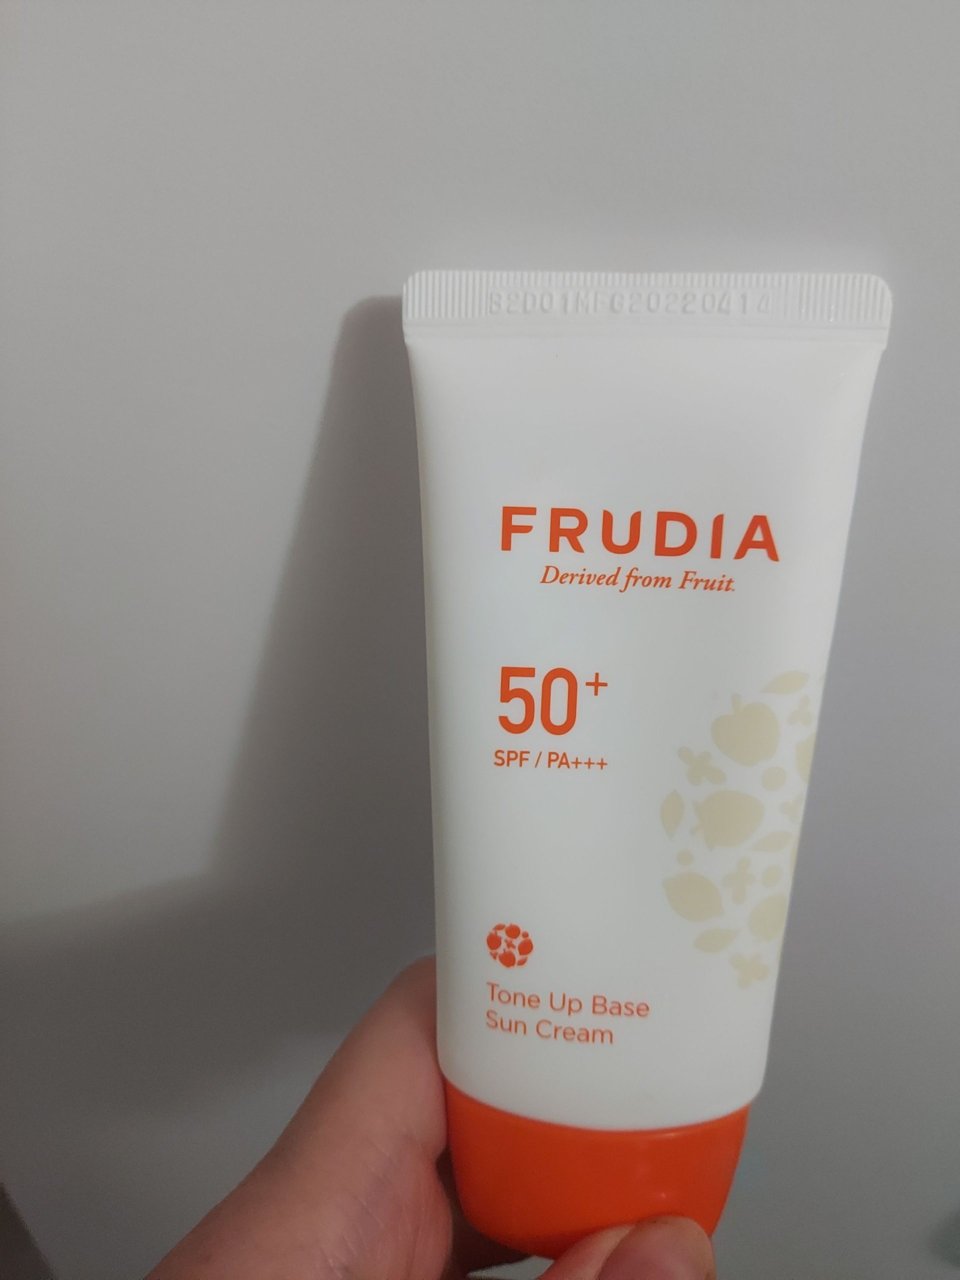 B2D01MFG20220414
FRUDIA
Derived from Fruit.
50+
SPF / PA+++
Tone Up Base
Sun Cream